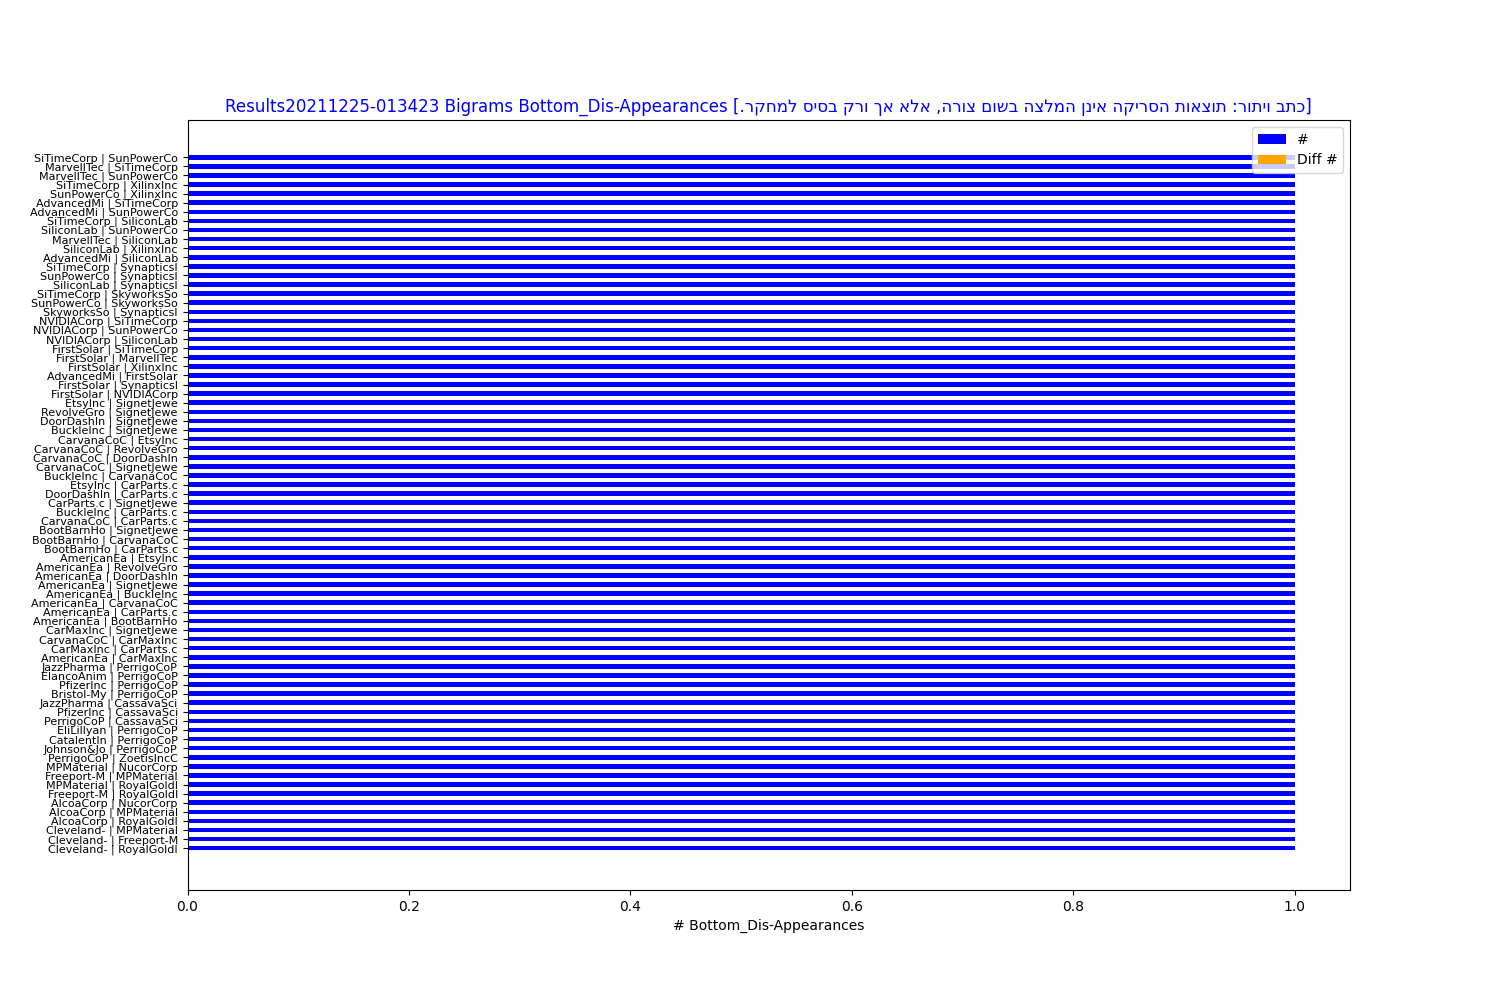 Results20211225-013423 Bigrams Bottom_Dis-Appearances [כתב ויתור: תוצאות הסריקה אינן המלצה בשום צורה, אלא אך ורק בסיס למחקר.]
#
Diff #
SiTimeCorp | SunPowerCo
MarvellTec | SiTimeCorp
MarvellTec | SunPowerCo
SiTimeCorp | XilinxInc
SunPowerCo | XilinxInc
AdvancedMi | SiTimeCorp
AdvancedMi | SunPowerCo
SiTimeCorp | SiliconLab
SiliconLab | SunPowerCo
MarvellTec | SiliconLab
SiliconLab | XilinxInc
AdvancedMi | SiliconLab
SiTimeCorp | SynapticsI
SunPowerCo | SynapticsI
SiliconLab | SynapticsI
SiTimeCorp | SkyworksSo
SunPowerCo | SkyworksSo
SkyworksSo | SynapticsI
NVIDIACorp | SiTimeCorp
NVIDIACorp | SunPowerCo
NVIDIACorp | SiliconLab
FirstSolar | SiTimeCorp
FirstSolar | MarvellTec
FirstSolar | XilinxInc
AdvancedMi | FirstSolar
FirstSolar | SynapticsI
FirstSolar | NVIDIACorp
EtsyInc | SignetJewe
RevolveGro | SignetJewe
DoorDashIn | SignetJewe
BuckleInc | SignetJewe
CarvanaCoC | EtsyInc
CarvanaCoC | RevolveGro
CarvanaCoC | DoorDashIn
CarvanaCoC | SignetJewe
BuckleInc | CarvanaCoC
EtsyInc | CarParts.c
DoorDashIn | CarParts.c
CarParts.c | SignetJewe
BuckleInc | CarParts.c
CarvanaCoC | CarParts.c
BootBarnHo | SignetJewe
BootBarnHo | CarvanaCoC
BootBarnHo | CarParts.c
AmericanEa | EtsyInc
AmericanEa | RevolveGro
AmericanEa | DoorDashIn
AmericanEa | SignetJewe
AmericanEa | BuckleInc
AmericanEa | CarvanaCoC
AmericanEa | CarParts.c
AmericanEa | BootBarnHo
CarMaxInc | SignetJewe
CarvanaCoC | CarMaxInc
CarMaxInc | CarParts.c
AmericanEa | CarMaxInc
JazzPharma | PerrigoCoP
ElancoAnim | PerrigoCoP
PfizerInc | PerrigoCoP
Bristol-My | PerrigoCoP
JazzPharma | CassavaSci
PfizerInc | CassavaSci
PerrigoCoP | CassavaSci
EliLillyan | PerrigoCoP
CatalentIn | PerrigoCoP
Johnson&Jo | PerrigoCoP
PerrigoCoP | ZoetisIncC
MPMaterial | NucorCorp
Freeport-M | MPMaterial
MPMaterial | RoyalGoldI
Freeport-M | RoyalGoldI
AlcoaCorp | NucorCorp
AlcoaCorp | MPMaterial
AlcoaCorp | RoyalGoldI
Cleveland- | MPMaterial
Cleveland- | Freeport-M
Cleveland- | RoyalGoldI
0.0 0.2 0.4 0.6 0.8 1.0
# Bottom_Dis-Appearances